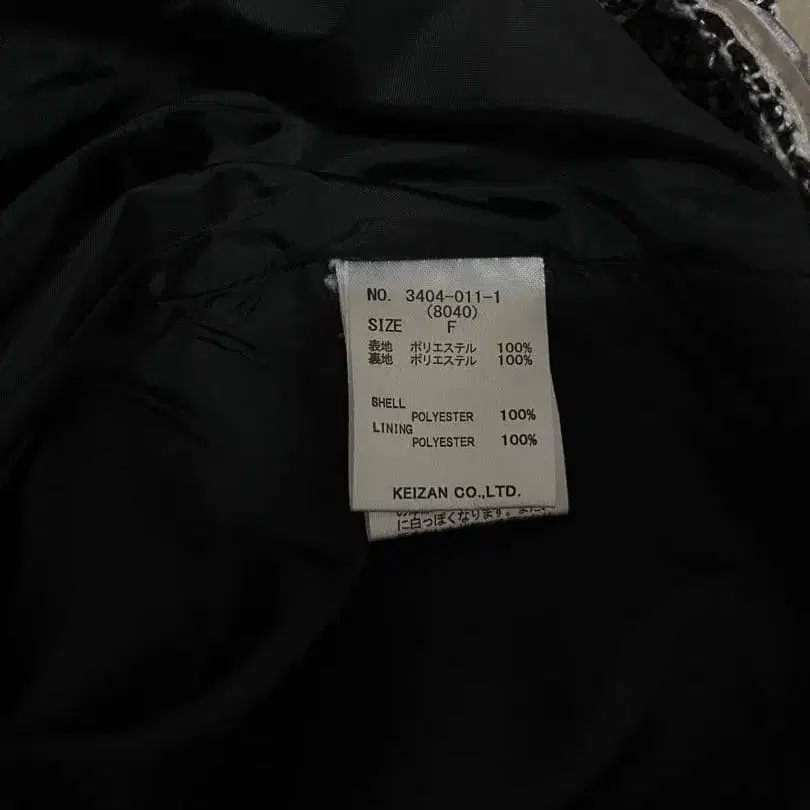 NO. 3404-011-1
(8040)
SIZE F
表地 ポリエステル 100%
裏地 ポリエステル 100%
SHELL
POLYESTER 100%
LINING
POLYESTER 100%
KEIZAN CO.,LTD.
に白っぽくなります。また